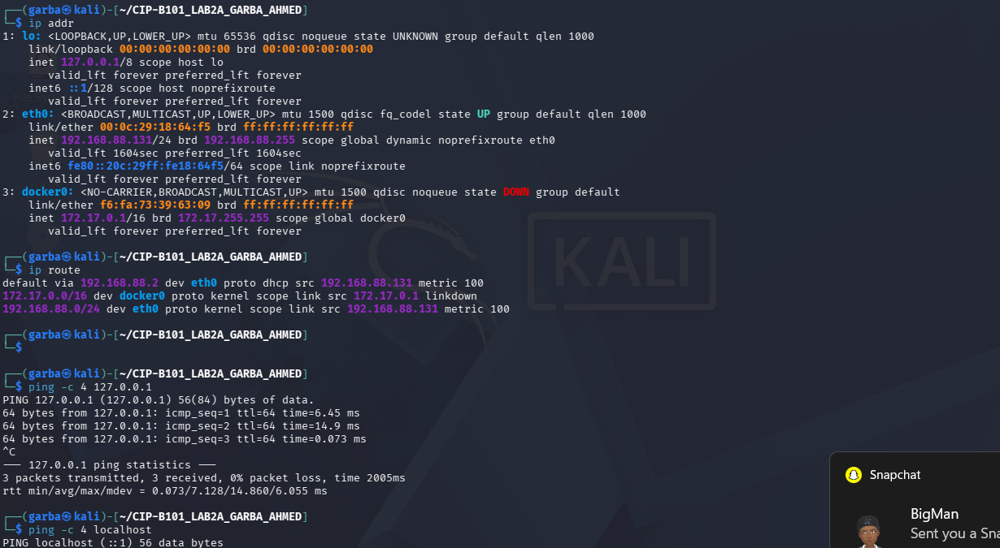 ┌──(garba㉿kali)-[~/CIP-B101_LAB2A_GARBA_AHMED]
└─$ ip addr
1: lo: <LOOPBACK,UP,LOWER_UP> mtu 65536 qdisc noqueue state UNKNOWN group default qlen 1000
    link/loopback 00:00:00:00:00:00 brd 00:00:00:00:00:00
    inet 127.0.0.1/8 scope host lo
       valid_lft forever preferred_lft forever
    inet6 ::1/128 scope host noprefixroute
       valid_lft forever preferred_lft forever
2: eth0: <BROADCAST,MULTICAST,UP,LOWER_UP> mtu 1500 qdisc fq_codel state UP group default qlen 1000
    link/ether 00:0c:29:18:64:f5 brd ff:ff:ff:ff:ff:ff
    inet 192.168.88.131/24 brd 192.168.88.255 scope global dynamic noprefixroute eth0
       valid_lft 1604sec preferred_lft 1604sec
    inet6 fe80::20c:29ff:fe18:64f5/64 scope link noprefixroute
       valid_lft forever preferred_lft forever
3: docker0: <NO-CARRIER,BROADCAST,MULTICAST,UP> mtu 1500 qdisc noqueue state DOWN group default
    link/ether f6:fa:73:39:63:09 brd ff:ff:ff:ff:ff:ff
    inet 172.17.0.1/16 brd 172.17.255.255 scope global docker0
       valid_lft forever preferred_lft forever
┌──(garba㉿kali)-[~/CIP-B101_LAB2A_GARBA_AHMED]
└─$ ip route
default via 192.168.88.2 dev eth0 proto dhcp src 192.168.88.131 metric 100
172.17.0.0/16 dev docker0 proto kernel scope link src 172.17.0.1 linkdown
192.168.88.0/24 dev eth0 proto kernel scope link src 192.168.88.131 metric 100
KALI
┌──(garba㉿kali)-[~/CIP-B101_LAB2A_GARBA_AHMED]
└─$
┌──(garba㉿kali)-[~/CIP-B101_LAB2A_GARBA_AHMED]
└─$ ping -c 4 127.0.0.1
PING 127.0.0.1 (127.0.0.1) 56(84) bytes of data.
64 bytes from 127.0.0.1: icmp_seq=1 ttl=64 time=6.45 ms
64 bytes from 127.0.0.1: icmp_seq=2 ttl=64 time=14.9 ms
64 bytes from 127.0.0.1: icmp_seq=3 ttl=64 time=0.073 ms
^C
--- 127.0.0.1 ping statistics ---
3 packets transmitted, 3 received, 0% packet loss, time 2005ms
rtt min/avg/max/mdev = 0.073/7.128/14.860/6.055 ms
┌──(garba㉿kali)-[~/CIP-B101_LAB2A_GARBA_AHMED]
└─$ ping -c 4 localhost
PING localhost (::1) 56 data bytes
Snapchat
BigMan
Sent you a